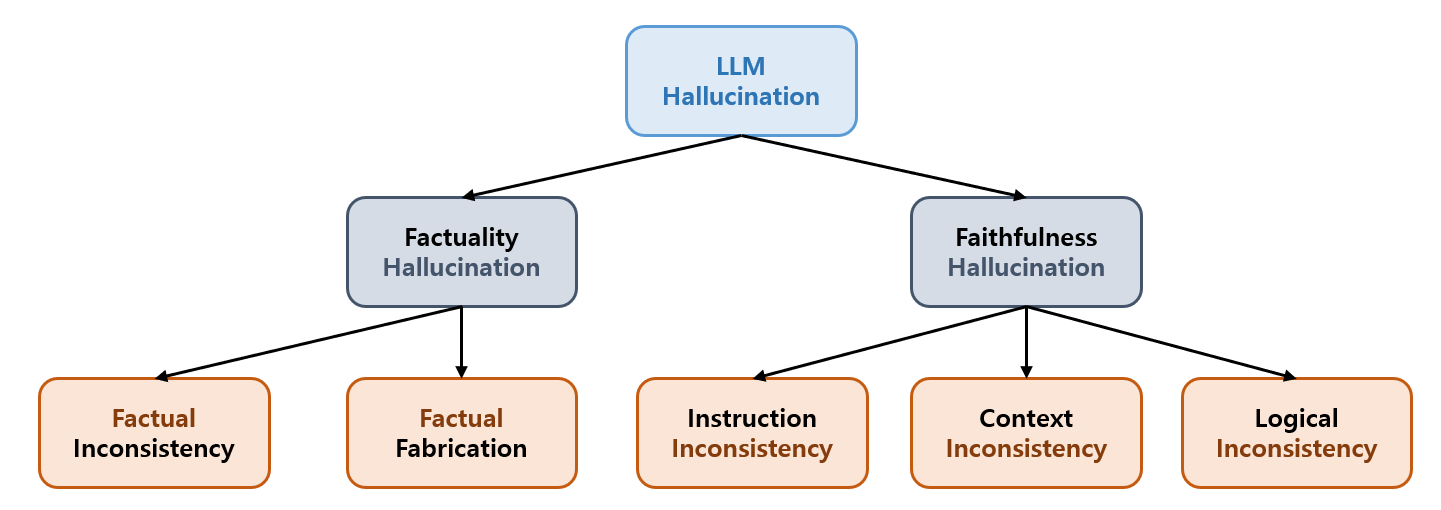 LLM
Hallucination
Factuality
Hallucination
Faithfulness
Hallucination
Factual
Inconsistency
Factual
Fabrication
Instruction
Inconsistency
Context
Inconsistency
Logical
Inconsistency